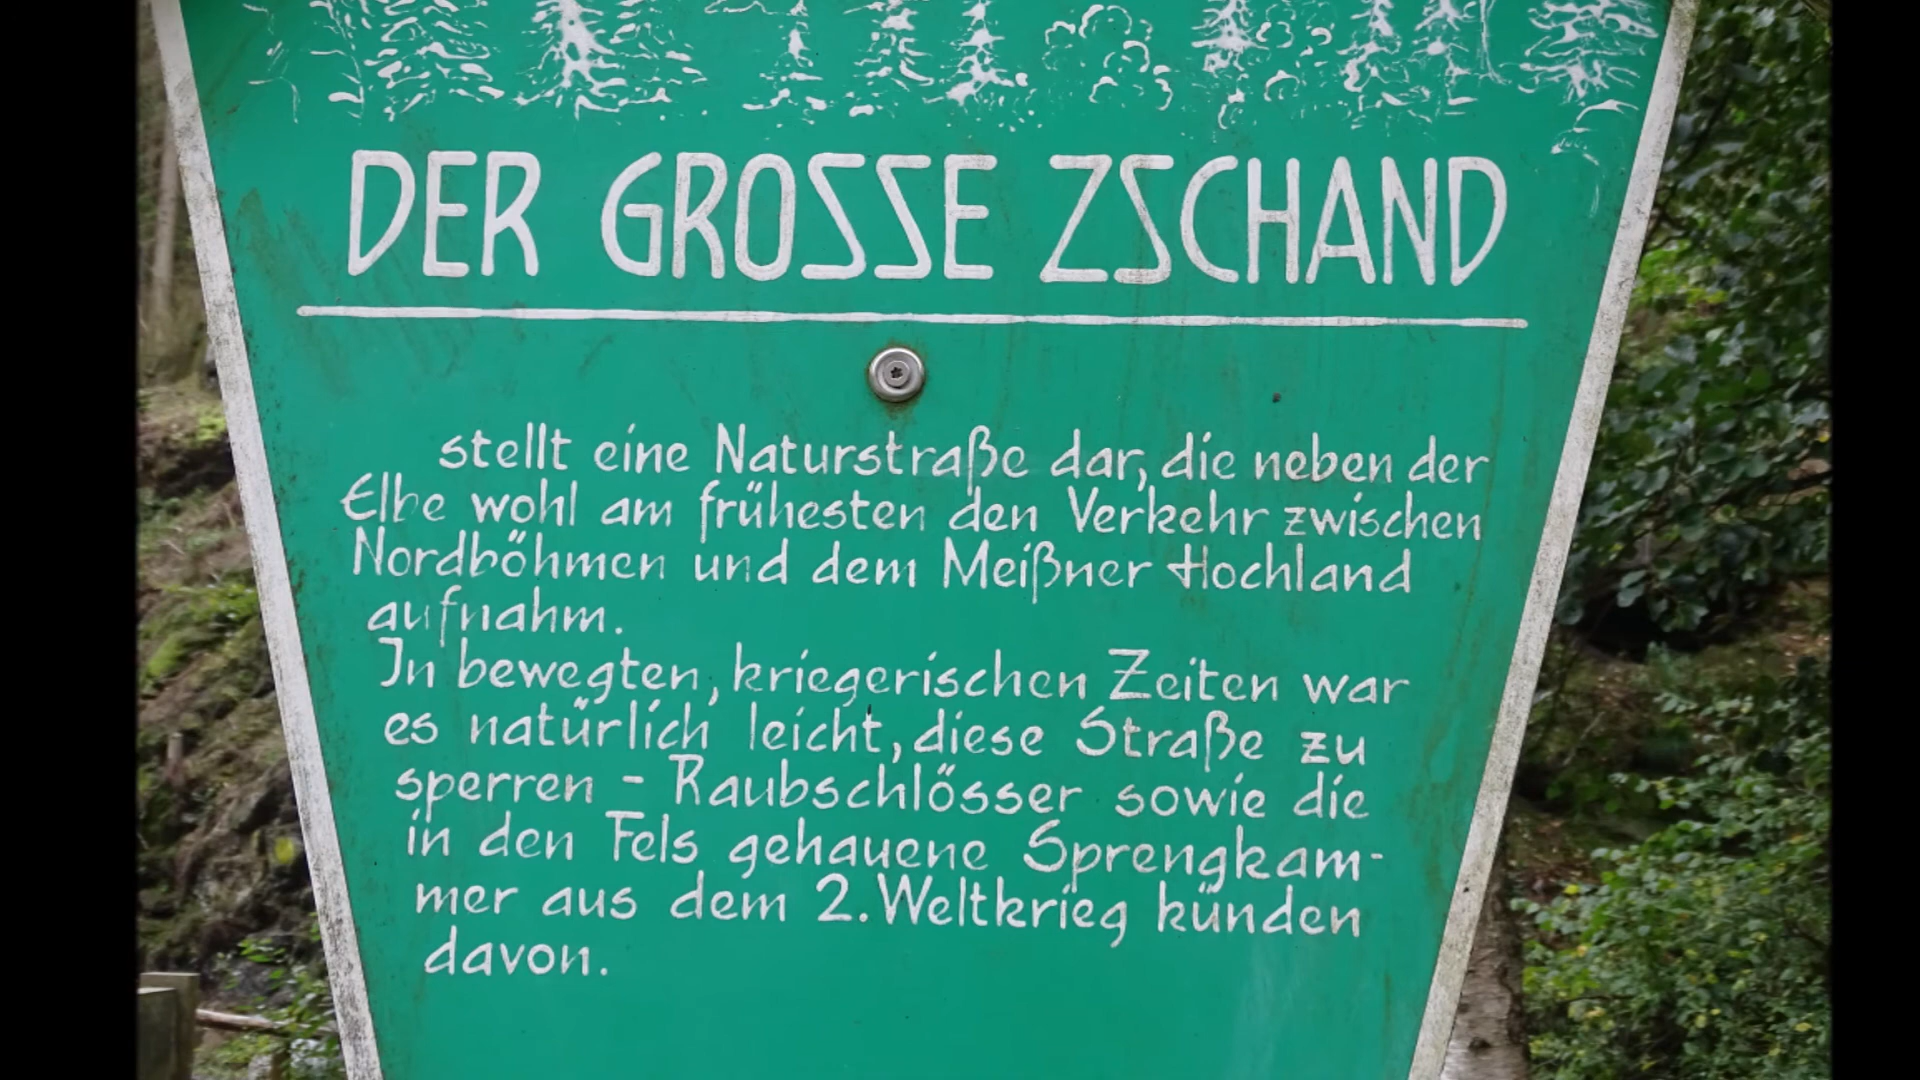 DER GROSSE ZSCHAND
stellt eine Naturstraße dar, die neben der
Elbe wohl am frühesten den Verkehr zwischen
Nordböhmen und dem Meißner Hochland
aufnahm.
In bewegten, kriegerischen Zeiten war
es natürlich leicht, diese Straße zu
sperren - Raubschlösser sowie die
in den Fels gehauene Sprengkam-
mer aus dem 2. Weltkrieg künden
davon.